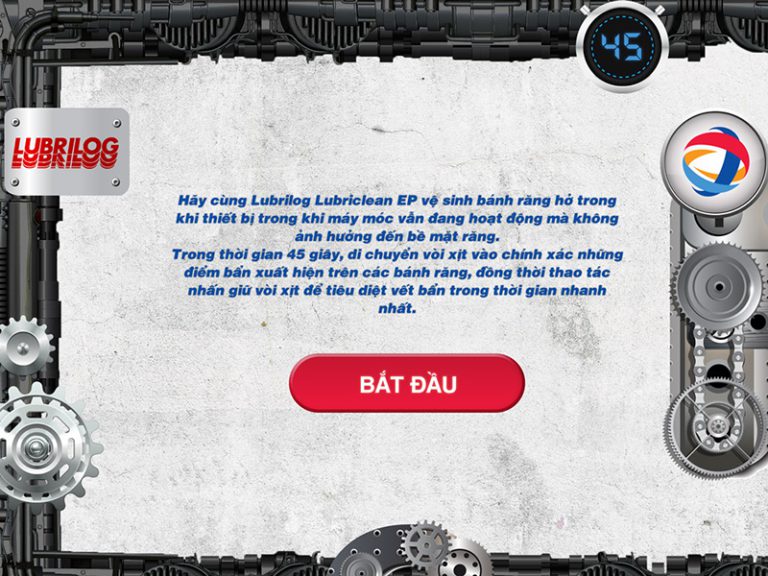 45
LUBRILOG
Hãy cùng Lubrilog Lubriclean EP vệ sinh bánh răng hở trong
khi thiết bị trong khi máy móc vẫn đang hoạt động mà không
ảnh hưởng đến bề mặt răng.
Trong thời gian 45 giây, di chuyển vòi xịt vào chính xác những
điểm bẩn xuất hiện trên các bánh răng, đồng thời thao tác
nhấn giữ vòi xịt để tiêu diệt vết bẩn trong thời gian nhanh
nhất.
BẮT ĐẦU